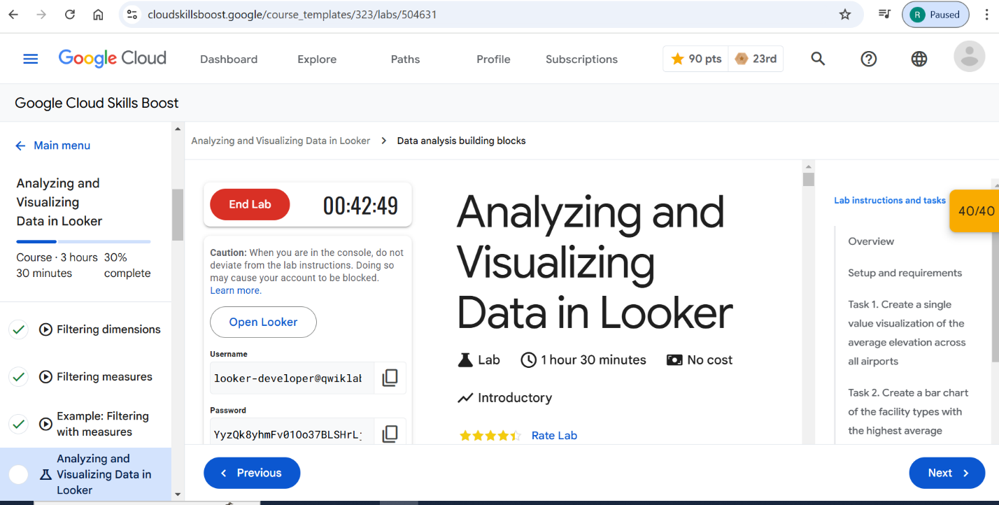 cloudskillsboost.google/course_templates/323/labs/504631
R Paused
Google Cloud
Dashboard
Explore
Paths
Profile
Subscriptions
90 pts
23rd
Google Cloud Skills Boost
Main menu
Analyzing and
Visualizing
Data in Looker
Course · 3 hours
30 minutes
30%
complete
Filtering dimensions
Filtering measures
Example: Filtering
with measures
Analyzing and
Visualizing Data in
Looker
Analyzing and Visualizing Data in Looker
Data analysis building blocks
End Lab
00:42:49
Caution: When you are in the console, do not
deviate from the lab instructions. Doing so
may cause your account to be blocked.
Learn more.
Open Looker
Username
looker-developer@qwiklab
Password
YyzQk8yhmFv01Oo37BLSHrLj
Analyzing and
Visualizing
Data in Looker
Lab
1 hour 30 minutes
No cost
Introductory
Rate Lab
Previous
Next
Lab instructions and tasks
40/40
Overview
Setup and requirements
Task 1. Create a single
value visualization of the
average elevation across
all airports
Task 2. Create a bar chart
of the facility types with
the highest average